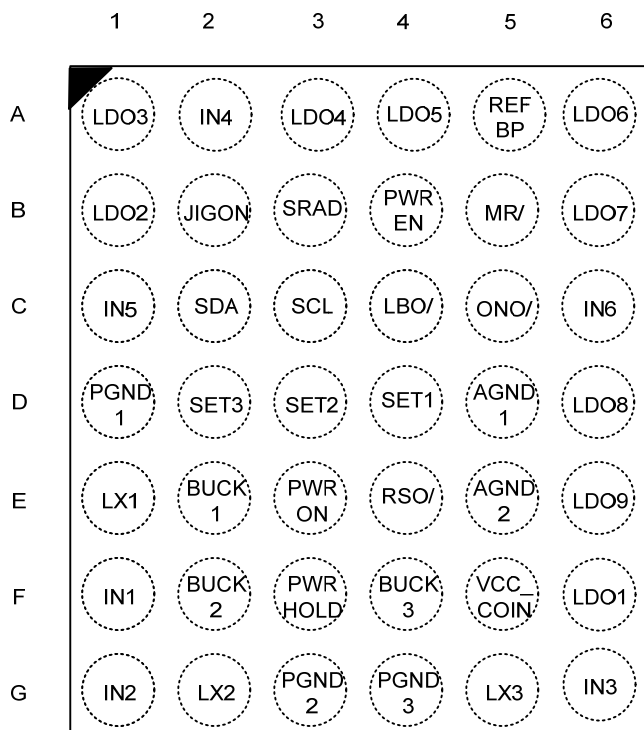 1 2 3 4 5 6
A LDO3 IN4 LDO4 LDO5 REF BP LDO6
B LDO2 JIGON SRAD PWR EN MR/ LDO7
C IN5 SDA SCL LBO/ ONO/ IN6
D PGND 1 SET3 SET2 SET1 AGND 1 LDO8
E LX1 BUCK 1 PWR ON RSO/ AGND 2 LDO9
F IN1 BUCK 2 PWR HOLD BUCK 3 VCC_ COIN LDO1
G IN2 LX2 PGND 2 PGND 3 LX3 IN3